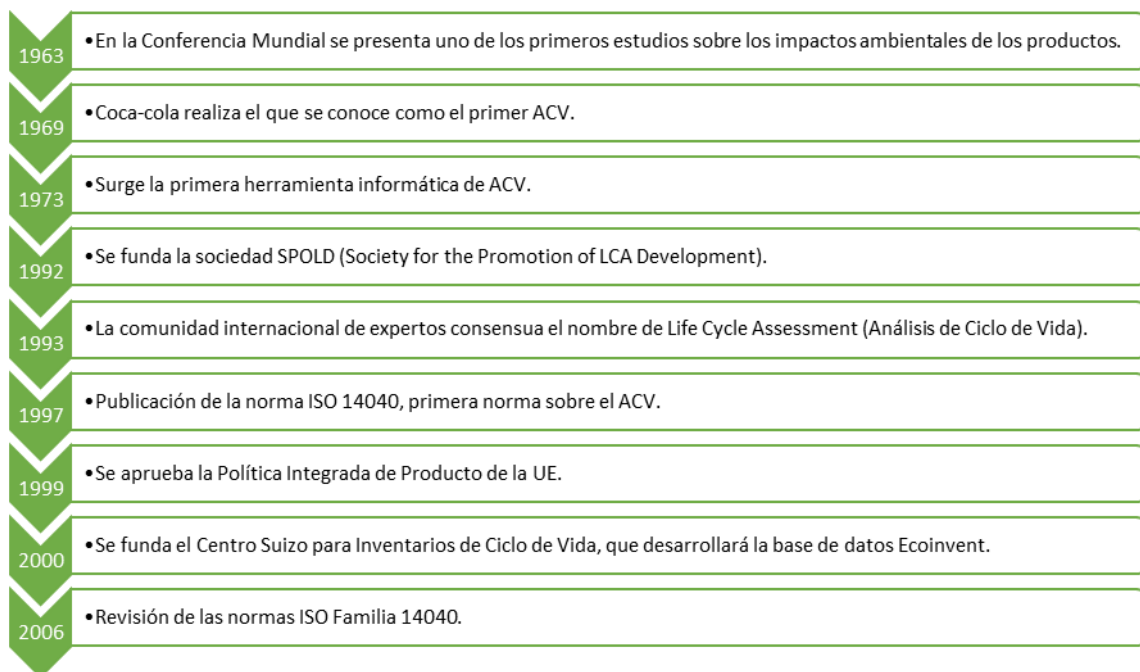 1963
•En la Conferencia Mundial se presenta uno de los primeros estudios sobre los impactos ambientales de los productos.
1969
•Coca-cola realiza el que se conoce como el primer ACV.
1973
•Surge la primera herramienta informática de ACV.
1992
•Se funda la sociedad SPOLD (Society for the Promotion of LCA Development).
1993
•La comunidad internacional de expertos consensua el nombre de Life Cycle Assessment (Análisis de Ciclo de Vida).
1997
•Publicación de la norma ISO 14040, primera norma sobre el ACV.
1999
•Se aprueba la Política Integrada de Producto de la UE.
2000
•Se funda el Centro Suizo para Inventarios de Ciclo de Vida, que desarrollará la base de datos Ecoinvent.
2006
•Revisión de las normas ISO Familia 14040.